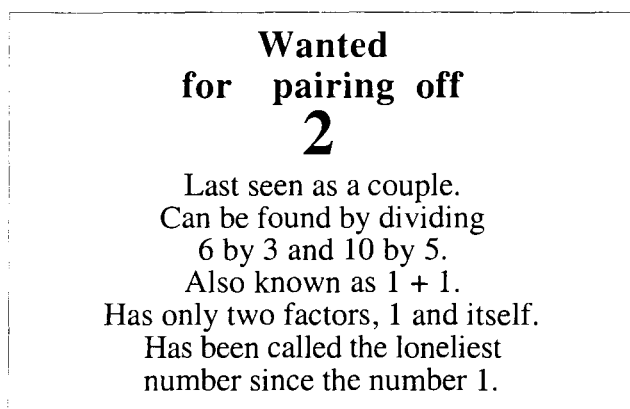 Wanted
for pairing off
2
Last seen as a couple.
Can be found by dividing
6 by 3 and 10 by 5.
Also known as 1 + 1.
Has only two factors, 1 and itself.
Has been called the loneliest
number since the number 1.